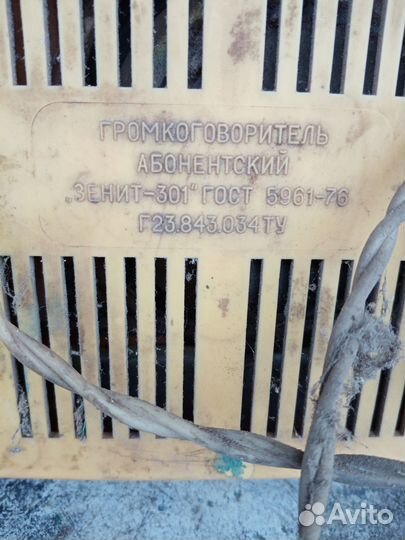 ГРОМКОГОВОРИТЕЛЬ
АБОНЕНТСКИЙ
„ЗЕНИТ-301" ГОСТ 5961-76
Г23.843.034ТУ
Avito